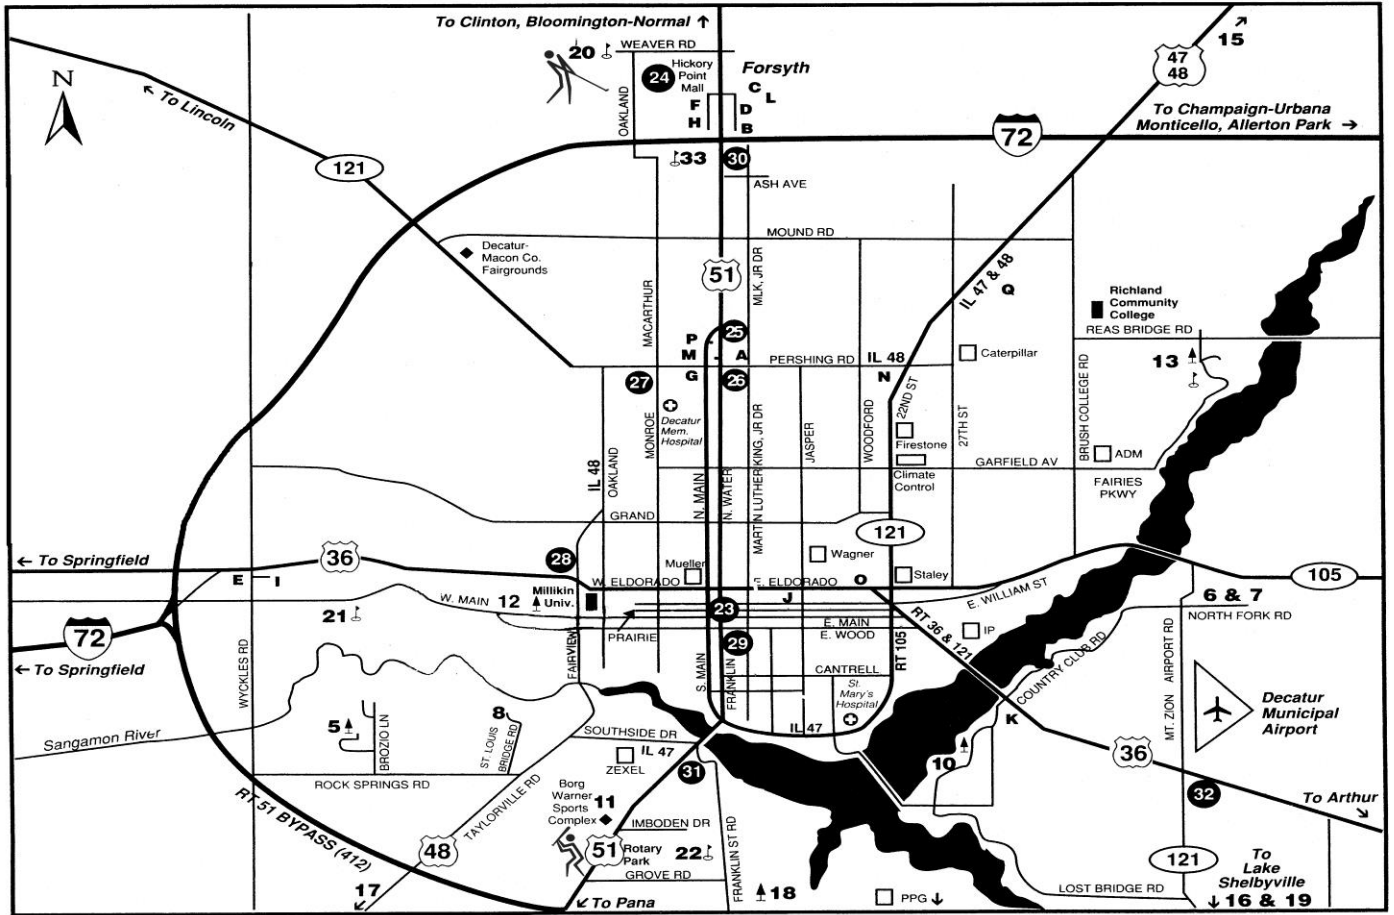 To Clinton, Bloomington-Normal ↑
20
WEAVER RD
47
48
15
24
Hickory
Point
Mall
Forsyth
C
L
F
D
H
B
OAKLAND
N
← To Lincoln
To Champaign-Urbana
Monticello, Allerton Park →
72
121
33
30
ASH AVE
MOUND RD
Decatur-
Macon Co.
Fairgrounds
51
MLK, JR DR
MACARTHUR
IL 47 & 48
Q
Richland
Community
College
REAS BRIDGE RD
25
P
M
A
PERSHING RD
IL 48
Caterpillar
13
27
G
26
N
22ND ST
27TH ST
BRUSH COLLEGE RD
Decatur
Mem.
Hospital
MONROE
N. MAIN
N. WATER
MARTIN LUTHER KING, JR DR
JASPER
WOODFORD
Firestone
Climate
Control
GARFIELD AV
ADM
FAIRIES
PKWY
IL 48
OAKLAND
GRAND
121
← To Springfield
36
28
W. ELDORADO
Mueller
E. ELDORADO
Wagner
O
Staley
E
I
105
W. MAIN
12
Millikin
Univ.
J
E. WILLIAM ST
6 & 7
NORTH FORK RD
21
72
PRAIRIE
23
E. MAIN
E. WOOD
RT 36 & 121
IP
← To Springfield
WYCKLES RD
FAIRVIEW
29
S. MAIN
FRANKLIN
CANTRELL
RT 105
St.
Mary's
Hospital
COUNTRY CLUB RD
MT. ZION AIRPORT RD
Decatur
Municipal
Airport
K
Sangamon River
5
BROZIO LN
8
ST. LOUIS
BRIDGE RD
SOUTHSIDE DR
IL 47
ZEXEL
IL 47
36
10
ROCK SPRINGS RD
31
32
To Arthur
RT 51 BYPASS (412)
TAYLORVILLE RD
Borg
Warner
Sports
Complex
11
IMBODEN DR
48
51
Rotary
Park
22
FRANKLIN ST RD
121
To
Lake
Shelbyville
↓ 16 & 19
GROVE RD
17
← To Pana
18
PPG ↓
LOST BRIDGE RD